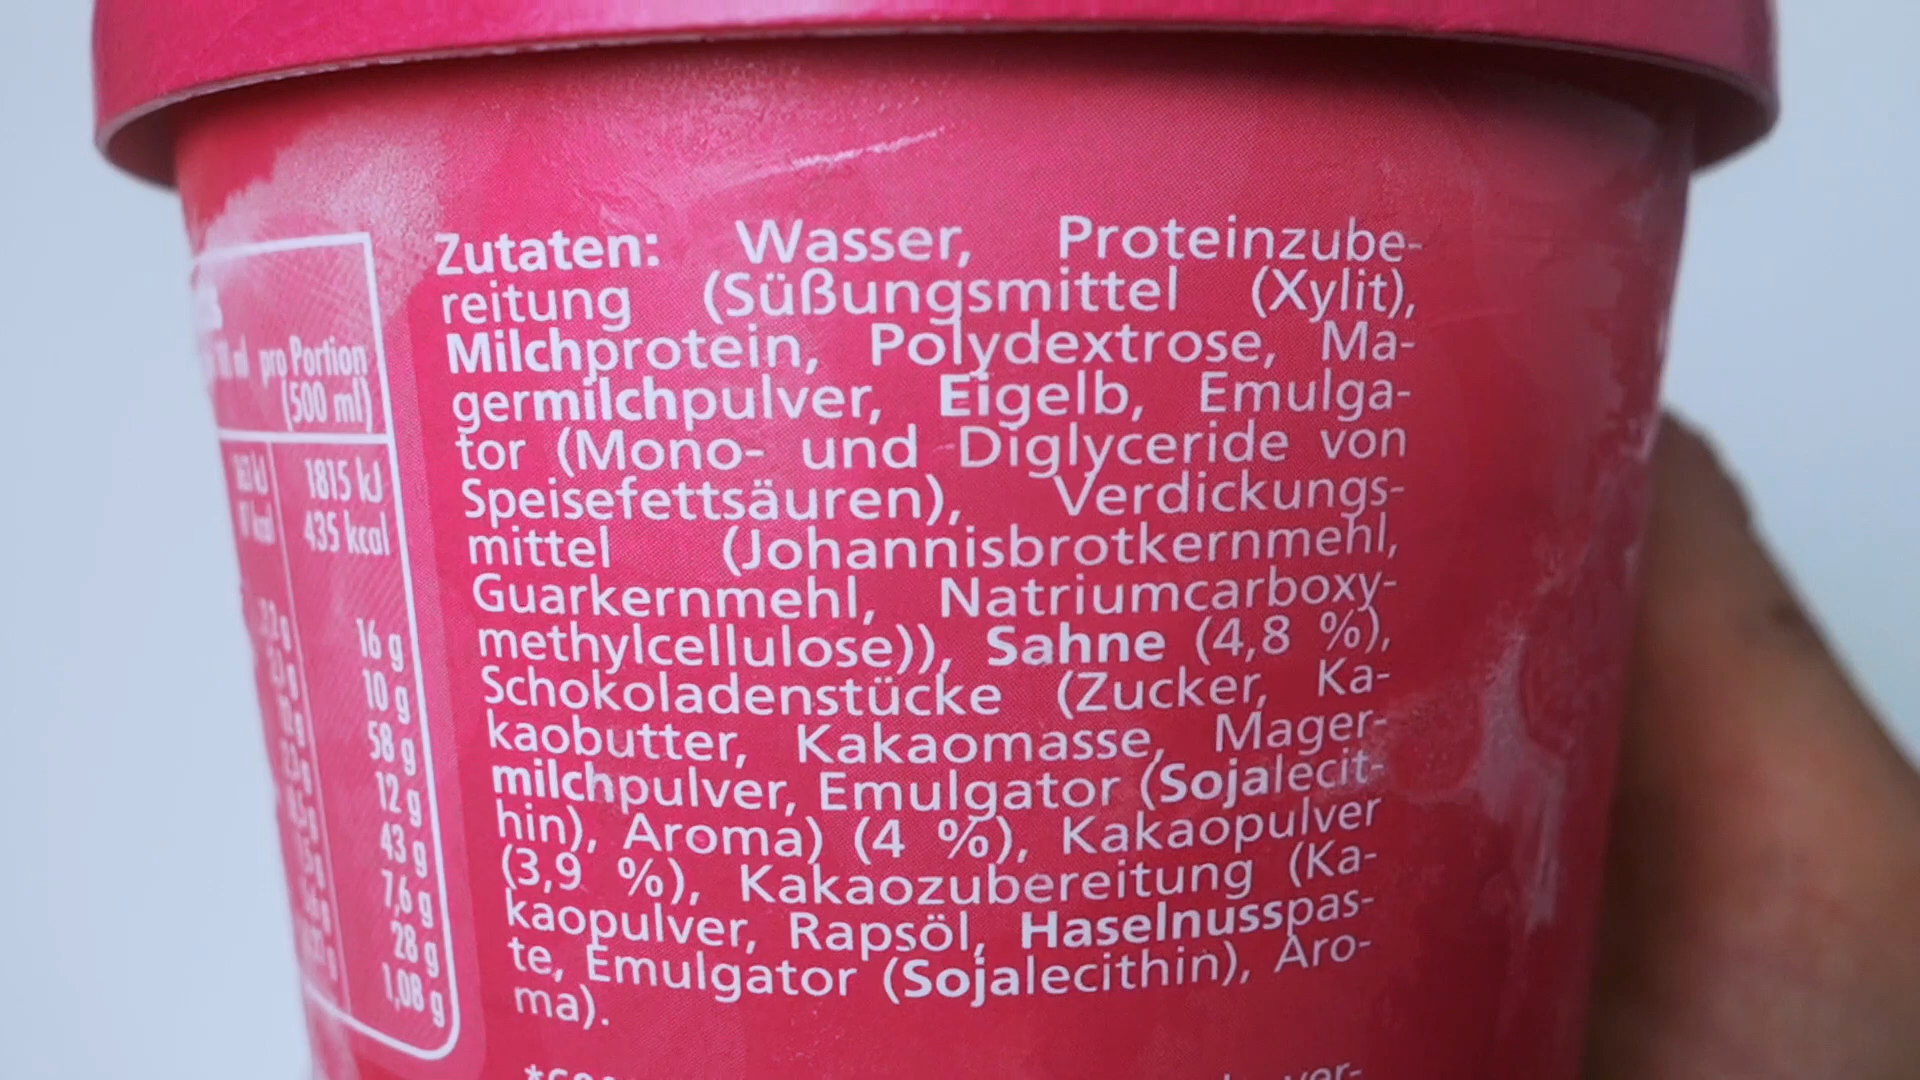 pro Portion
(500 ml)
1815 kJ
435 kcal
16 g
10 g
58 g
12 g
43 g
7,6 g
28 g
1,08 g
Zutaten: Wasser, Proteinzube-
reitung (Süßungsmittel (Xylit),
Milchprotein, Polydextrose, Ma-
germilchpulver, Eigelb, Emulga-
tor (Mono- und Diglyceride von
Speisefettsäuren), Verdickungs-
mittel (Johannisbrotkernmehl,
Guarkernmehl, Natriumcarboxy-
methylcellulose)), Sahne (4,8 %),
Schokoladenstücke (Zucker, Ka-
kaobutter, Kakaomasse, Mager-
milchpulver, Emulgator (Sojalecit-
hin), Aroma) (4 %), Kakaopulver
(3,9 %), Kakaozubereitung (Ka-
kaopulver, Rapsöl, Haselnusspas-
te, Emulgator (Sojalecithin), Aro-
ma).